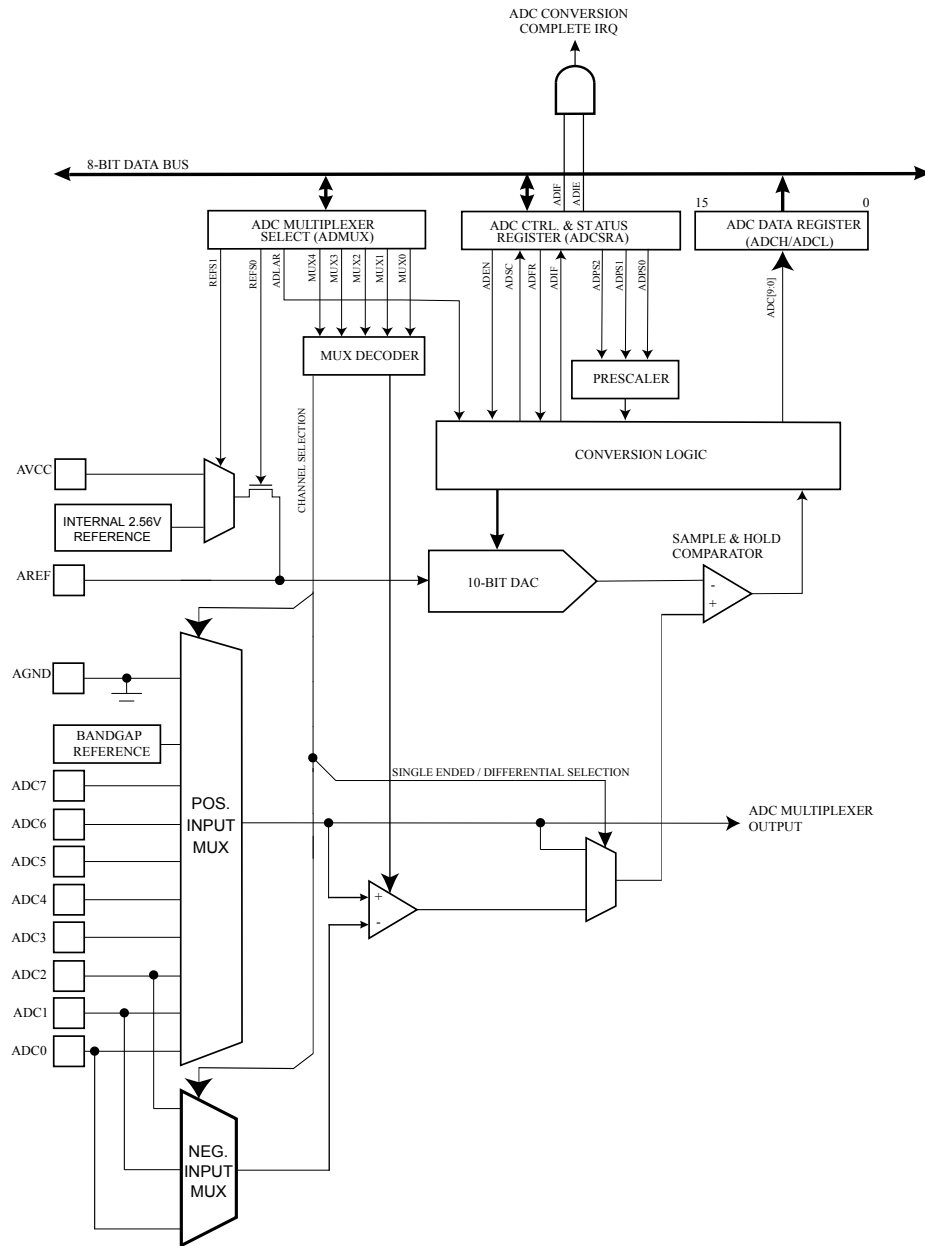 ADC CONVERSION
COMPLETE IRQ
8-BIT DATA BUS
ADIF
ADIE
15
0
ADC MULTIPLEXER
SELECT (ADMUX)
ADC CTRL. & STATUS
REGISTER (ADCSRA)
ADC DATA REGISTER
(ADCH/ADCL)
REFS1
REFS0
ADLAR
MUX4
MUX3
MUX2
MUX1
MUX0
ADEN
ADSC
ADFR
ADIF
ADPS2
ADPS1
ADPS0
ADC[9:0]
MUX DECODER
PRESCALER
CHANNEL SELECTION
CONVERSION LOGIC
AVCC
INTERNAL 2.56V
REFERENCE
SAMPLE & HOLD
COMPARATOR
AREF
10-BIT DAC
-
+
AGND
BANDGAP
REFERENCE
SINGLE ENDED / DIFFERENTIAL SELECTION
ADC7
ADC6
ADC5
ADC4
ADC3
ADC2
ADC1
ADC0
POS.
INPUT
MUX
ADC MULTIPLEXER
OUTPUT
+
-
NEG.
INPUT
MUX